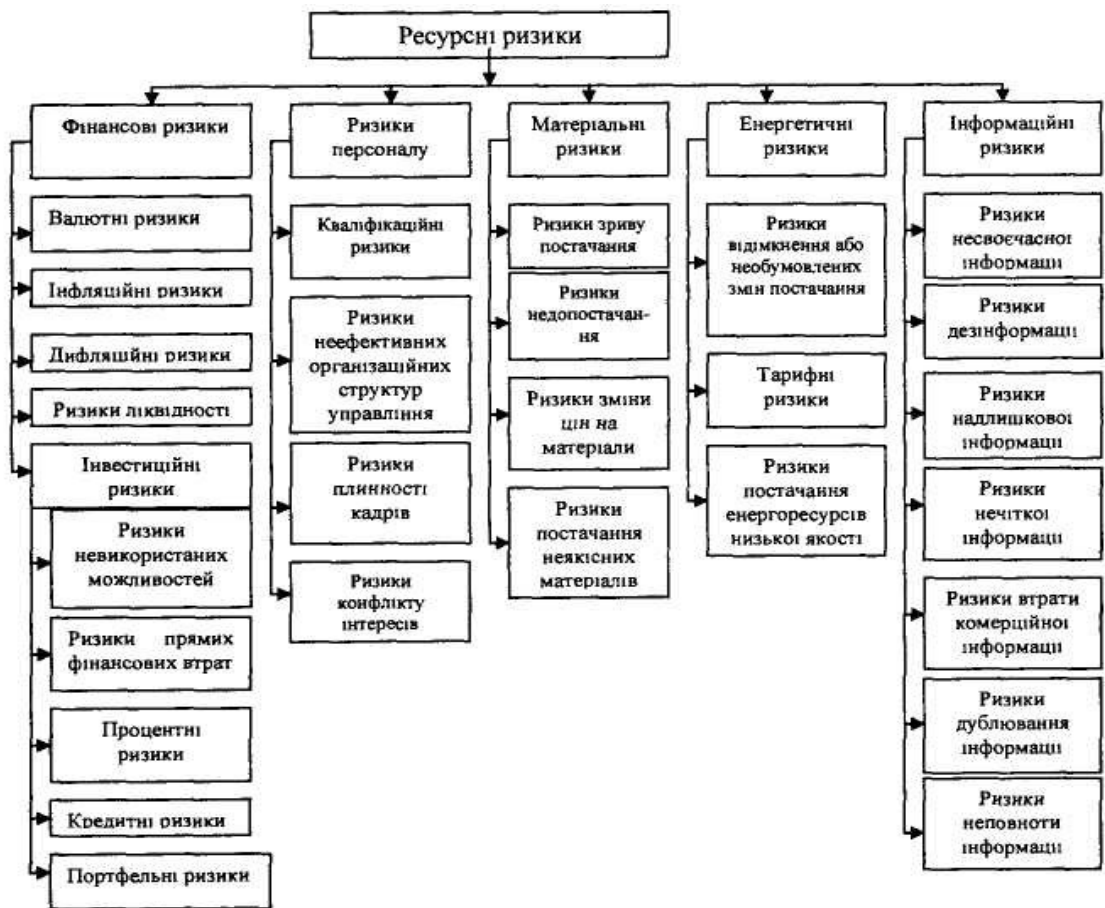 Ресурсні ризики
Фінансові ризики
Валютні ризики
Інфляційні ризики
Дифляшійні ризики
Ризики ліквідності
Інвестиційні
ризики
Ризики
невикористаних
можливостей
Ризики прямих
фінансових втрат
Процентні
ризики
Кредитні ризики
Портфельні ризики
Ризики
персоналу
Кваліфікаційні
ризики
Ризики
неефективних
організаційних
структур
управління
Ризики
плинності
кадрів
Ризики
конфлікту
інтересів
Матеріальні
ризики
Ризики зриву
постачання
Ризики
недопостачан-
ня
Ризики зміни
цін на
матеріали
Ризики
постачання
неякісних
матеріалів
Енергетичні
ризики
Ризики
відімкнення або
необумовлених
змін постачання
Тарифні
ризики
Ризики
постачання
енергоресурсів
низької якості
Інформаційні
ризики
Ризики
несвоєчасної
інформації
Ризики
дезінформації
Ризики
надлишкової
інформації
Ризики
нечіткої
інформації
Ризики втрати
комерційної
інформації
Ризики
дублювання
інформації
Ризики
неповноти
інформації